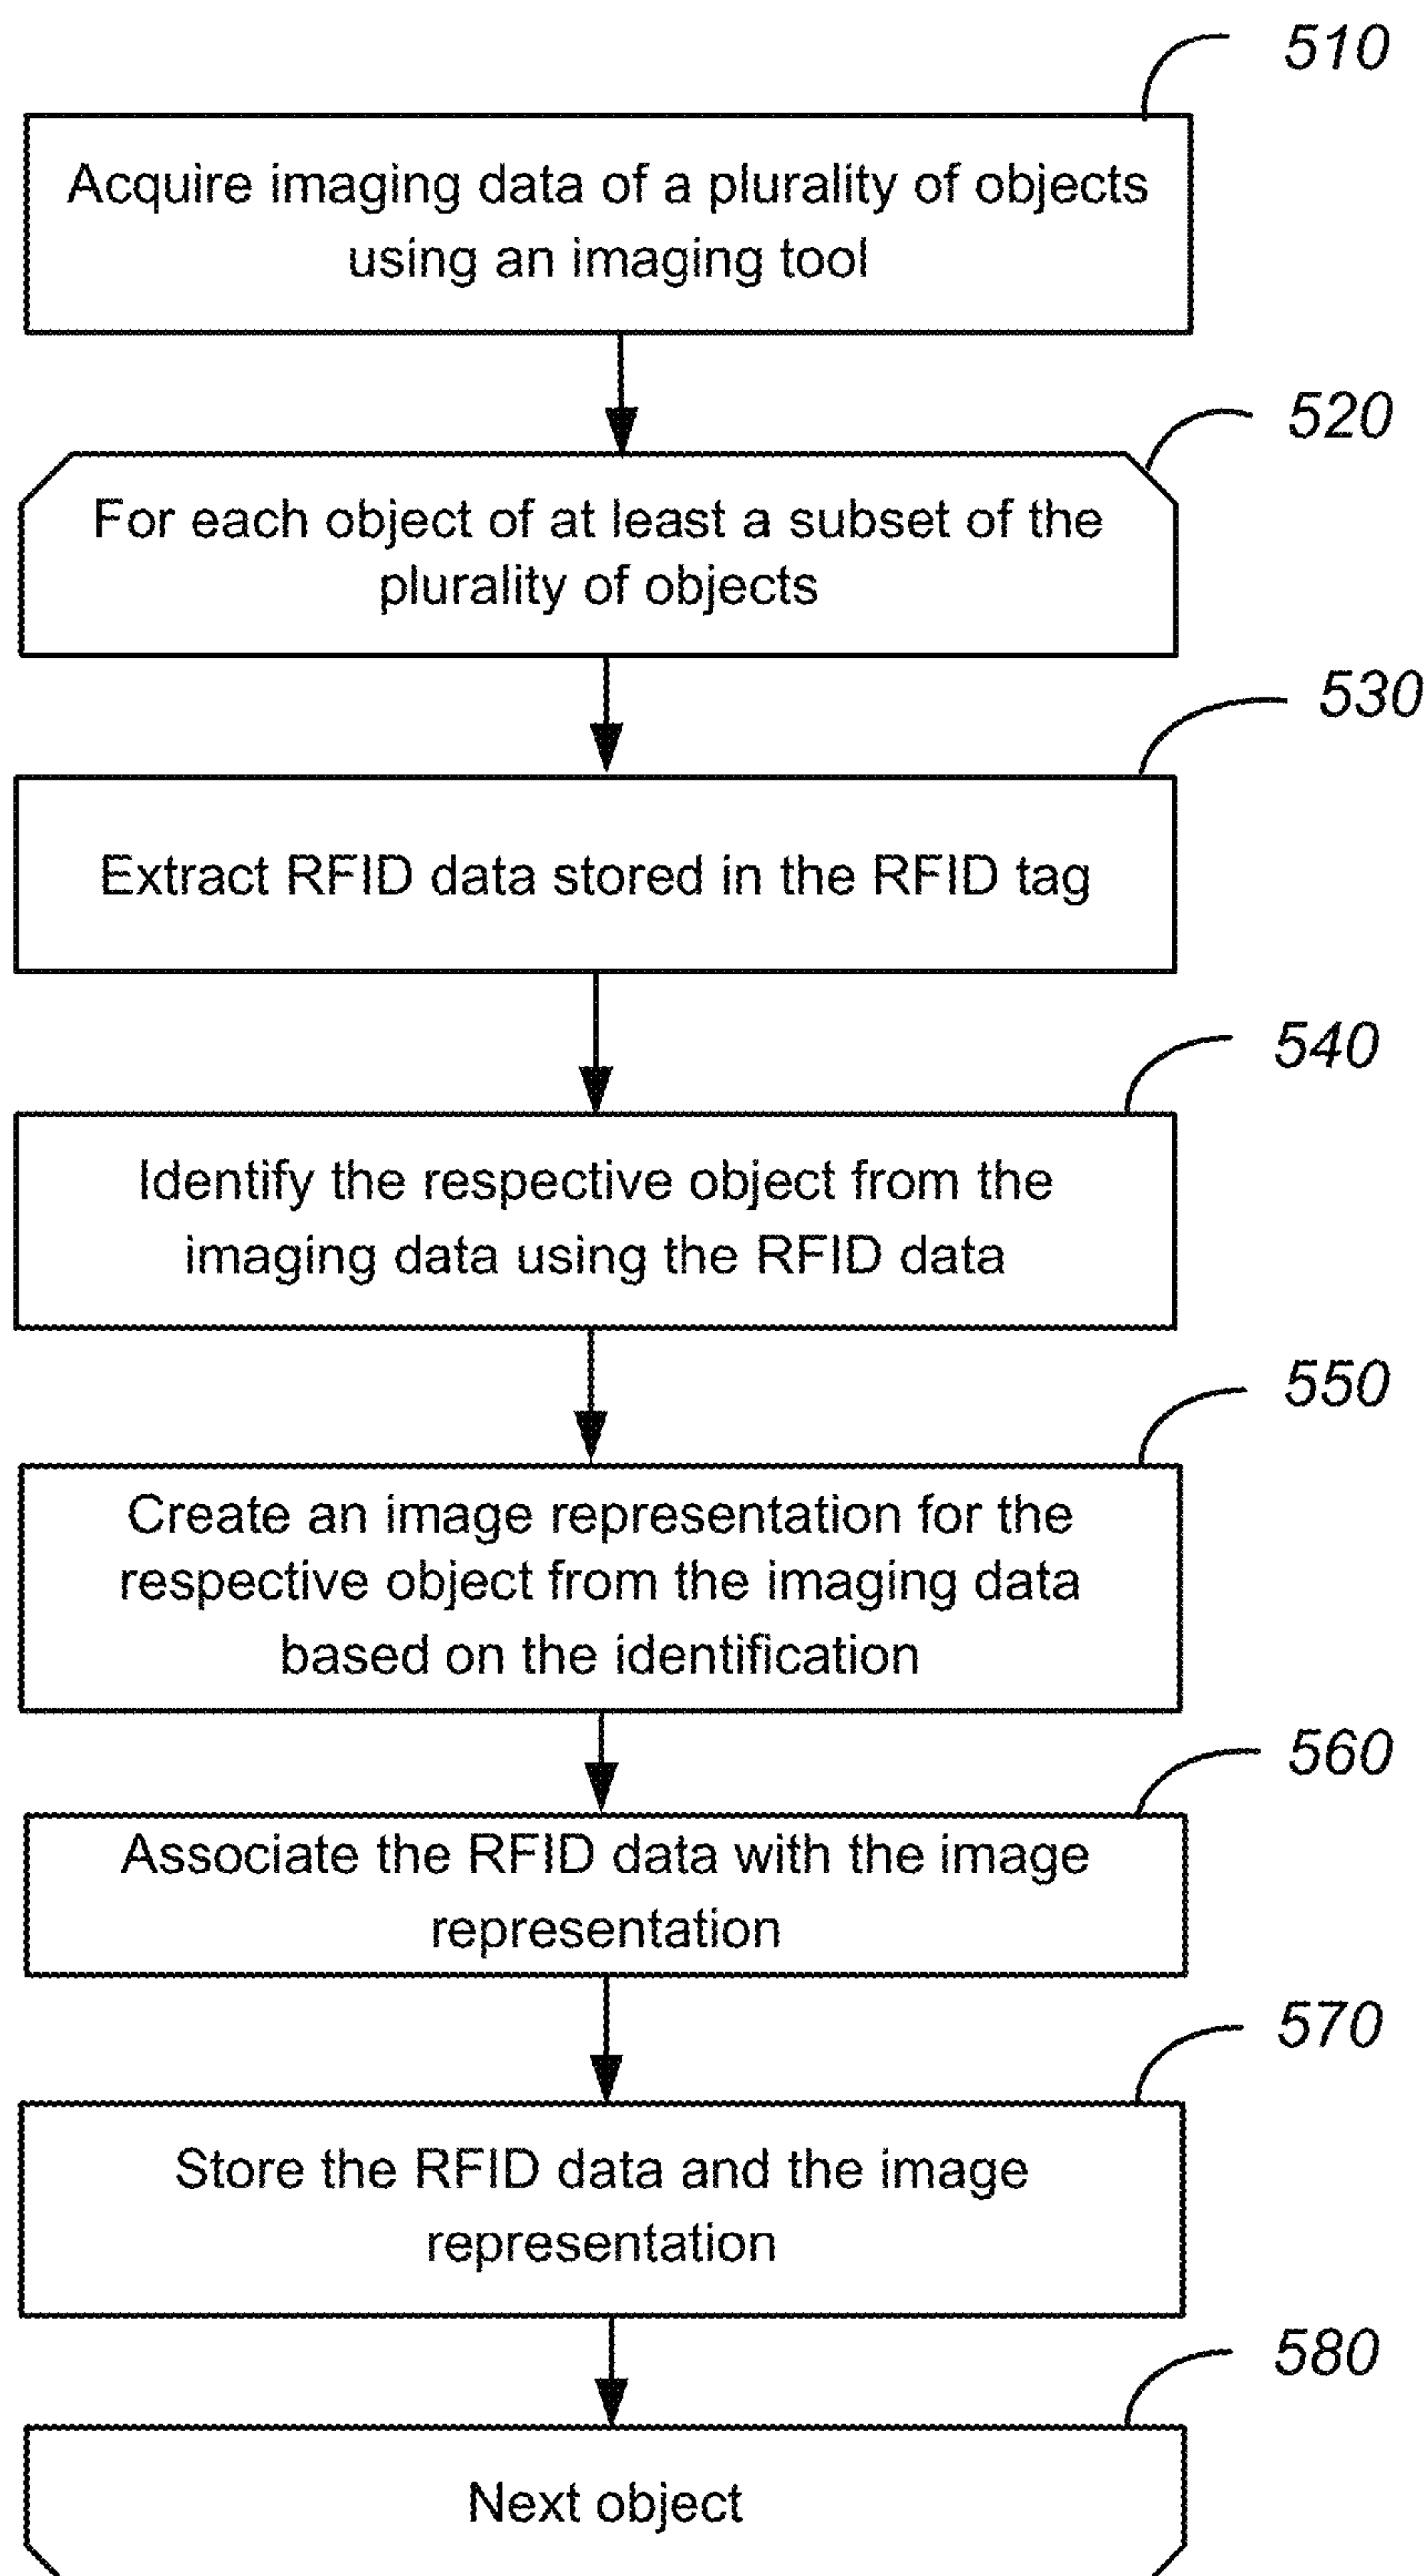 510
Acquire imaging data of a plurality of objects
using an imaging tool
520
For each object of at least a subset of the
plurality of objects
530
Extract RFID data stored in the RFID tag
540
Identify the respective object from the
imaging data using the RFID data
550
Create an image representation for the
respective object from the imaging data
based on the identification
560
Associate the RFID data with the image
representation
570
Store the RFID data and the image
representation
580
Next object